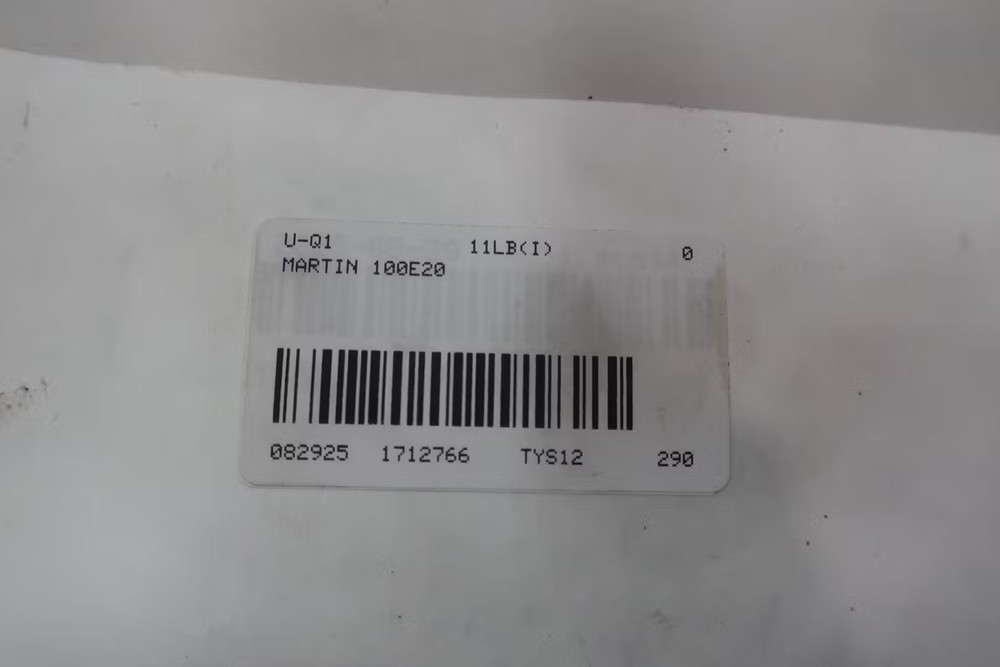 U-Q1 11LB(I) 0
MARTIN 100E20
082925 1712766 TYS12 290